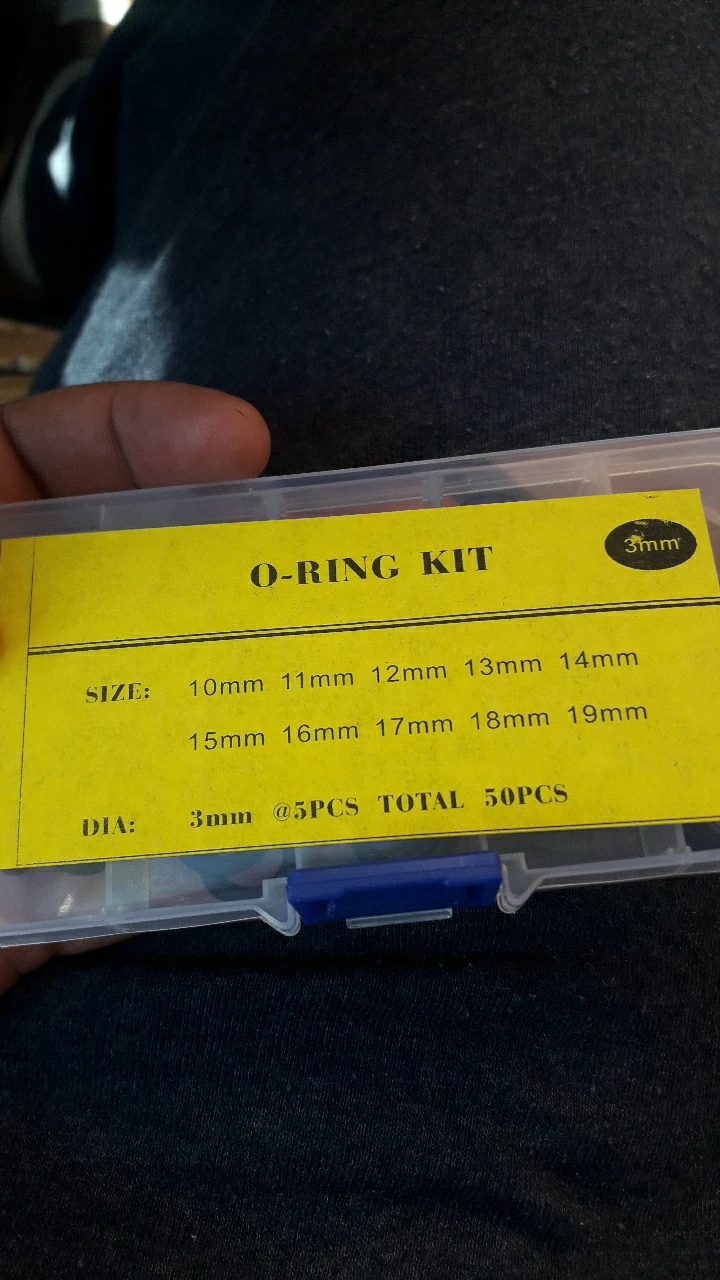 O-RING KIT
3mm
SIZE: 10mm 11mm 12mm 13mm 14mm
15mm 16mm 17mm 18mm 19mm
DIA: 3mm @5PCS TOTAL 50PCS